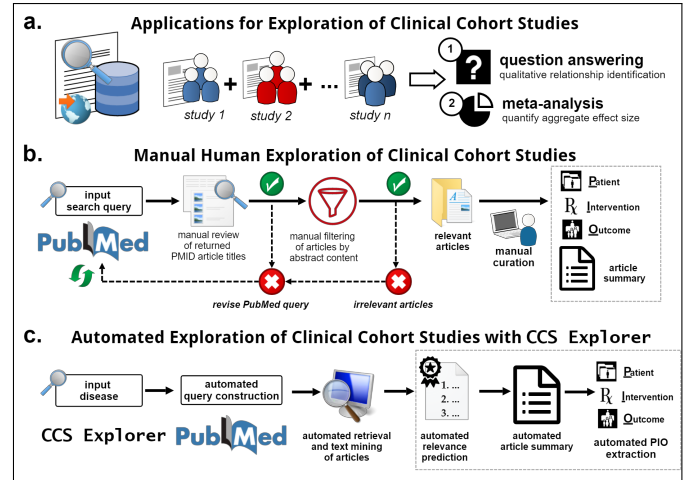 a. Applications for Exploration of Clinical Cohort Studies
study 1
+
study 2
+
...
study n
1
?
question answering
qualitative relationship identification
2
meta-analysis
quantify aggregate effect size
b. Manual Human Exploration of Clinical Cohort Studies
input
search query
PubMed
manual review
of returned
PMID article titles
manual filtering
of articles by
abstract content
relevant
articles
manual
curation
Patient
Rx Intervention
Outcome
article
summary
revise PubMed query
irrelevant articles
c. Automated Exploration of Clinical Cohort Studies with CCS Explorer
input
disease
CCS Explorer
automated
query construction
PubMed
automated retrieval
and text mining
of articles
1. ...
2. ...
3. ...
automated
relevance
prediction
automated
article summary
Patient
Rx Intervention
Outcome
automated PIO
extraction